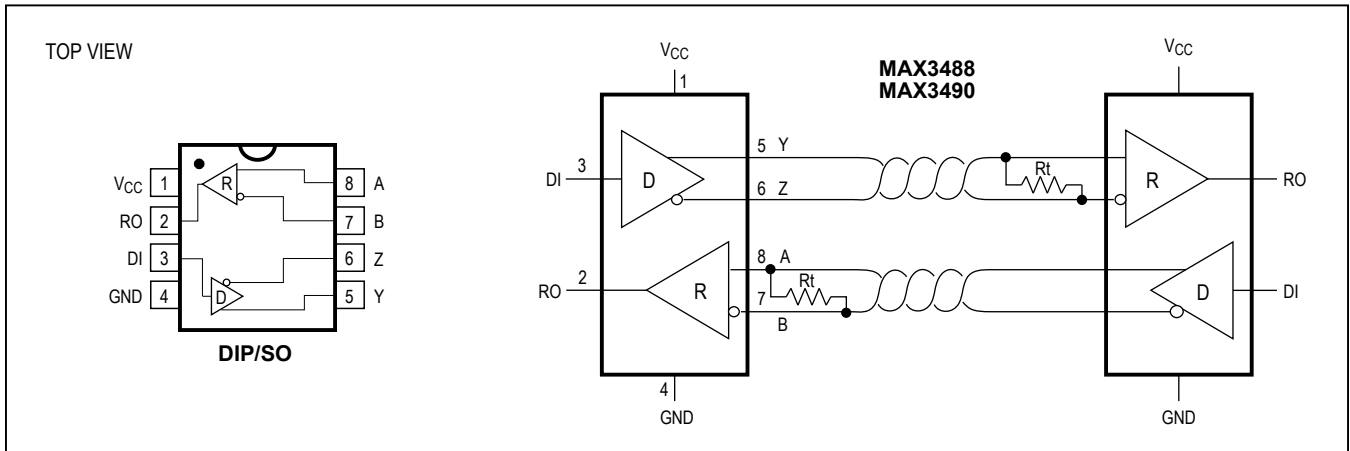 TOP VIEW
VCC 1
RO 2
DI 3
GND 4
8 A
7 B
6 Z
5 Y
R
D
DIP/SO
MAX3488
MAX3490
VCC
1
VCC
DI 3
D
5 Y
6 Z
Rt
R
RO
RO 2
R
8 A
7
B
Rt
D
DI
4
GND
GND